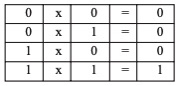 0 x 0 = 0
0 x 1 = 0
1 x 0 = 0
1 x 1 = 1